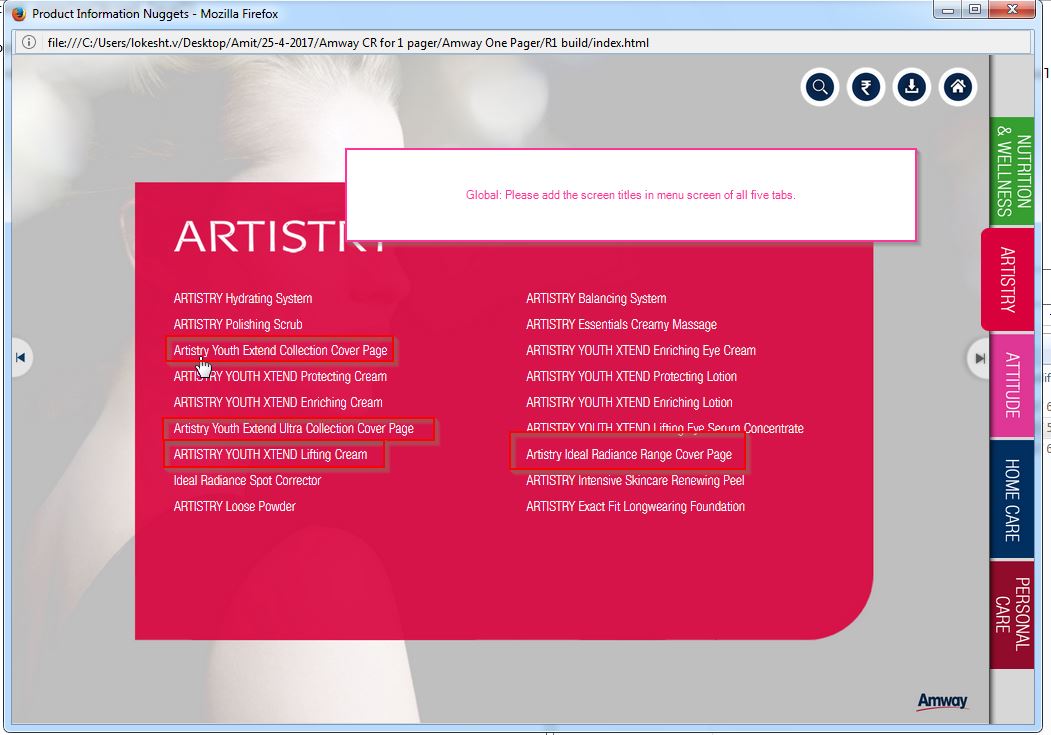 Product Information Nuggets - Mozilla Firefox
file:///C:/Users/lokesht.v/Desktop/Amit/25-4-2017/Amway CR for 1 pager/Amway One Pager/R1 build/index.html
Global: Please add the screen titles in menu screen of all five tabs.
ARTISTRY
ARTISTRY Hydrating System
ARTISTRY Polishing Scrub
Artistry Youth Extend Collection Cover Page
ARTISTRY YOUTH XTEND Protecting Cream
ARTISTRY YOUTH XTEND Enriching Cream
Artistry Youth Extend Ultra Collection Cover Page
ARTISTRY YOUTH XTEND Lifting Cream
Ideal Radiance Spot Corrector
ARTISTRY Loose Powder
ARTISTRY Balancing System
ARTISTRY Essentials Creamy Massage
ARTISTRY YOUTH XTEND Enriching Eye Cream
ARTISTRY YOUTH XTEND Protecting Lotion
ARTISTRY YOUTH XTEND Enriching Lotion
ARTISTRY YOUTH XTEND Lifting Eye Serum Concentrate
Artistry Ideal Radiance Range Cover Page
ARTISTRY Intensive Skincare Renewing Peel
ARTISTRY Exact Fit Longwearing Foundation
NUTRITION
& WELLNESS
ARTISTRY
ATTITUDE
HOME CARE
PERSONAL
CARE
Amway